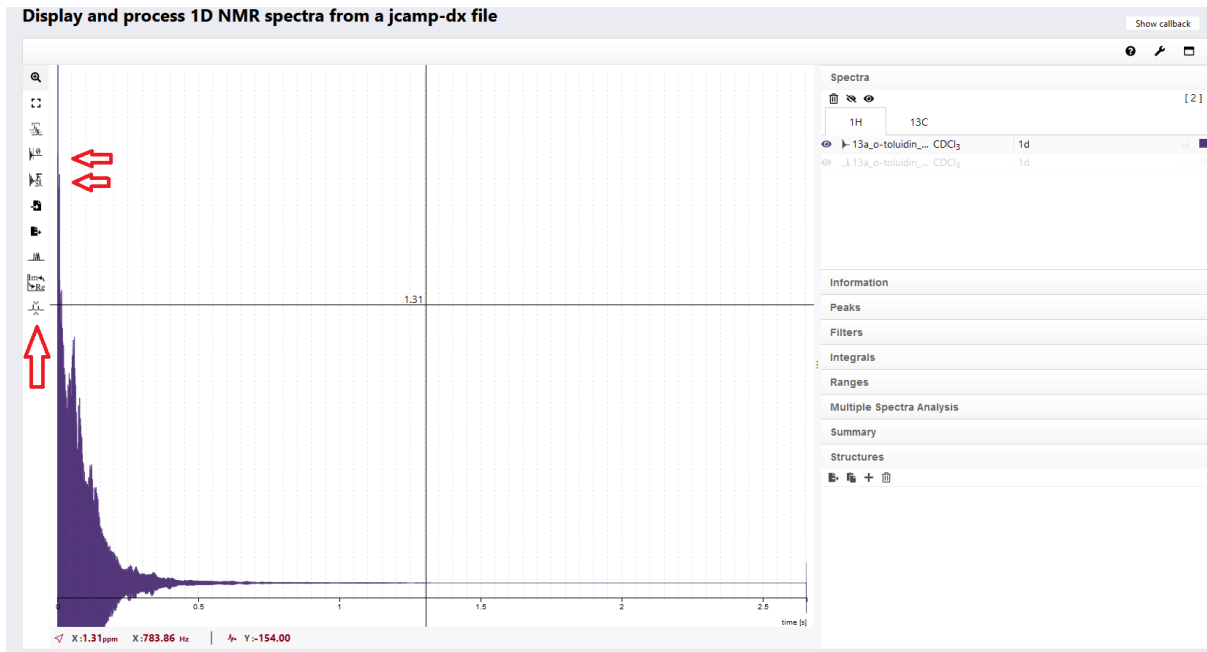 Display and process 1D NMR spectra from a jcamp-dx file
Show callback
Spectra
[ 2 ]
1H 13C
13a_o-toluidin_... CDCl₃ 1d
13a_o-toluidin_... CDCl₃ 1d
Im
Re
1.31
Information
Peaks
Filters
Integrals
Ranges
Multiple Spectra Analysis
Summary
Structures
0 0.5 1 1.5 2 2.5
time [s]
X:1.31ppm X:783.86 Hz Y:-154.00